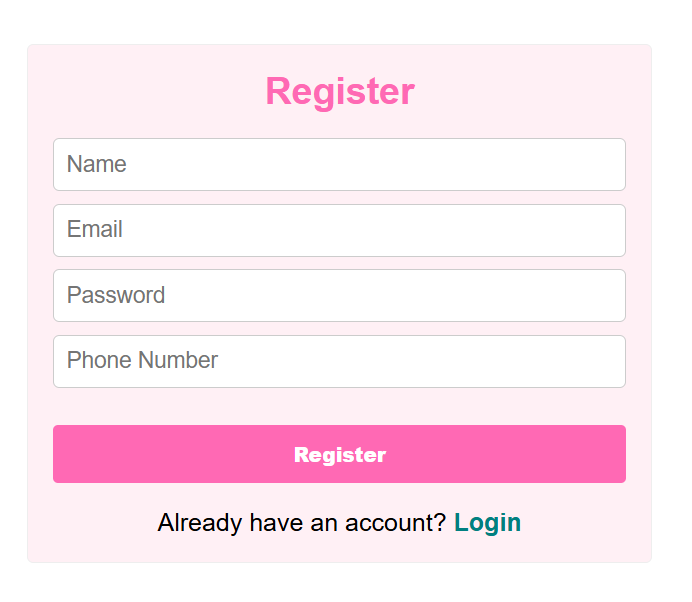 Register
Name
Email
Password
Phone Number
Register
Already have an account? Login